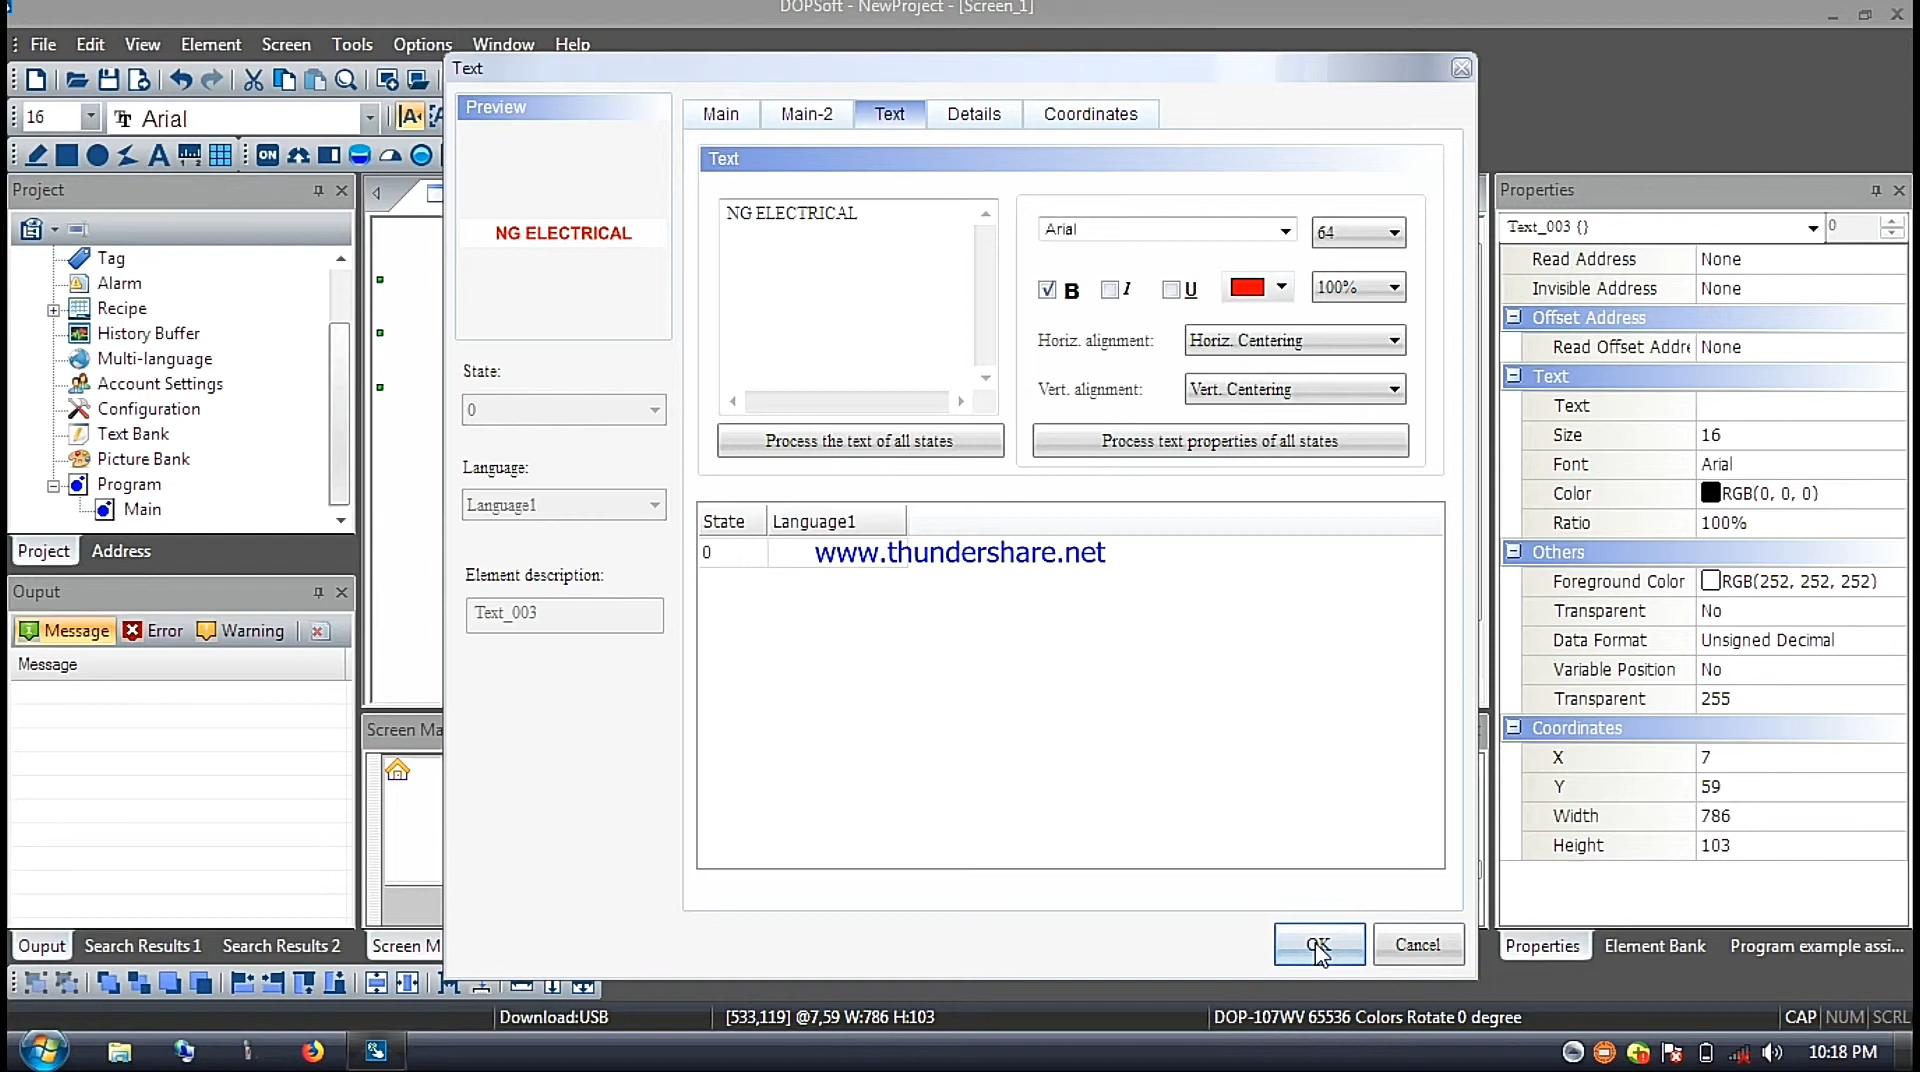 DOPSoft - NewProject - [Screen_1]
File Edit View Element Screen Tools Options Window Help
16 Arial
ON
Project
Tag
Alarm
Recipe
History Buffer
Multi-language
Account Settings
Configuration
Text Bank
Picture Bank
Program
Main
Project Address
Ouput
Message Error Warning
Message
Ouput Search Results 1 Search Results 2
Screen Ma
Screen M
Text
Preview
NG ELECTRICAL
State:
0
Language:
Language1
Element description:
Text_003
Main Main-2 Text Details Coordinates
Text
NG ELECTRICAL
Arial 64
B I U 100%
Horiz. alignment: Horiz. Centering
Vert. alignment: Vert. Centering
Process the text of all states Process text properties of all states
State Language1
0
www.thundershare.net
OK Cancel
Properties
Text_003 {} 0
Read Address None
Invisible Address None
Offset Address
Read Offset Addre None
Text
Text
Size 16
Font Arial
Color RGB(0, 0, 0)
Ratio 100%
Others
Foreground Color RGB(252, 252, 252)
Transparent No
Data Format Unsigned Decimal
Variable Position No
Transparent 255
Coordinates
X 7
Y 59
Width 786
Height 103
Properties Element Bank Program example assi...
Download:USB [533,119] @7,59 W:786 H:103 DOP-107WV 65536 Colors Rotate 0 degree CAP NUM SCRL
10:18 PM